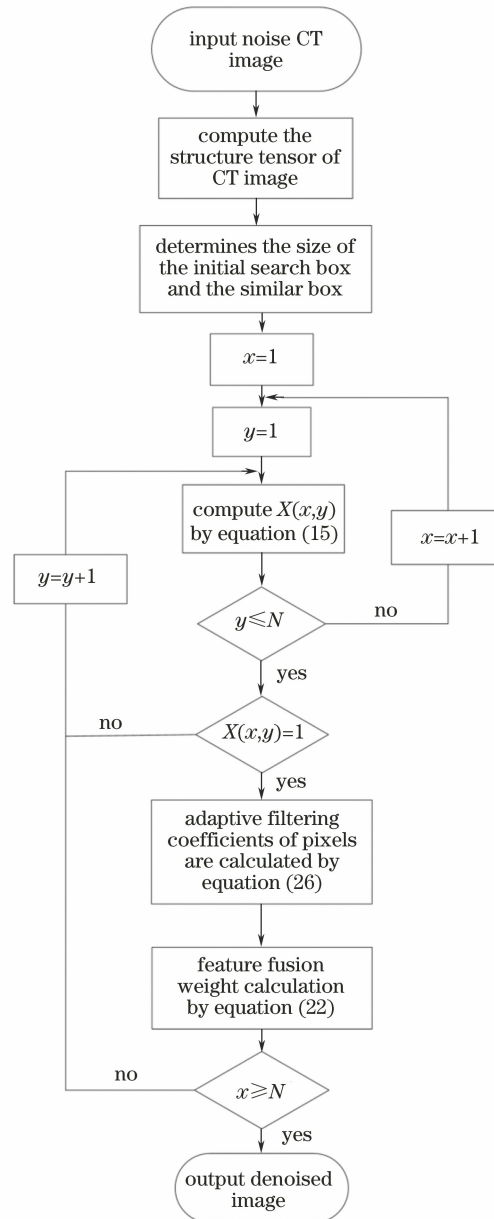 input noise CT
image
compute the
structure tensor of
CT image
determines the size of
the initial search box
and the similar box
x=1
y=1
compute X(x,y)
by equation (15)
x=x+1
y=y+1
y⩽N
no
yes
X(x,y)=1
no
yes
adaptive filtering
coefficients of pixels
are calculated by
equation (26)
feature fusion
weight calculation
by equation (22)
x⩾N
no
yes
output denoised
image